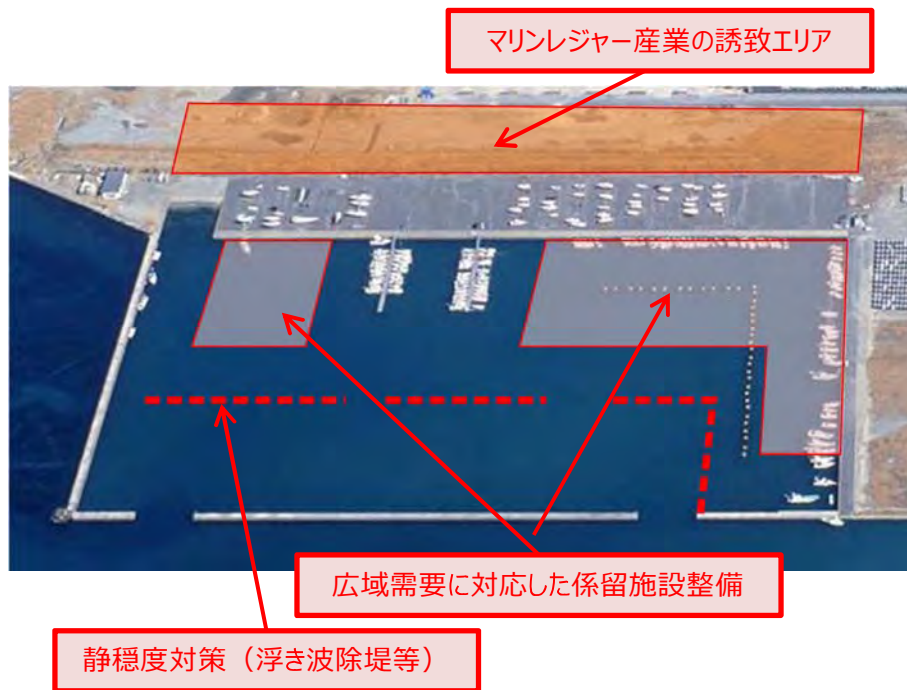 マリンレジャー産業の誘致エリア
広域需要に対応した係留施設整備
静穏度対策（浮き波除堤等）